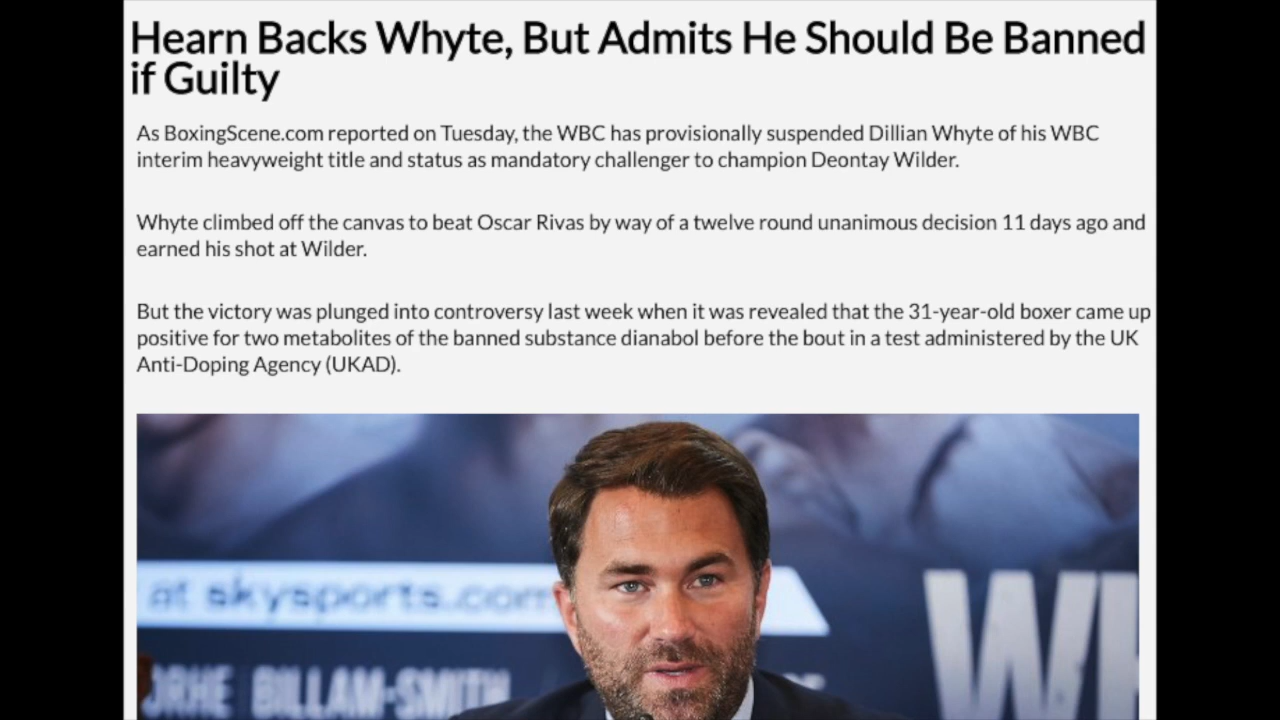 Hearn Backs Whyte, But Admits He Should Be Banned
if Guilty
As BoxingScene.com reported on Tuesday, the WBC has provisionally suspended Dillian Whyte of his WBC
interim heavyweight title and status as mandatory challenger to champion Deontay Wilder.
Whyte climbed off the canvas to beat Oscar Rivas by way of a twelve round unanimous decision 11 days ago and
earned his shot at Wilder.
But the victory was plunged into controversy last week when it was revealed that the 31-year-old boxer came up
positive for two metabolites of the banned substance dianabol before the bout in a test administered by the UK
Anti-Doping Agency (UKAD).
at skysports.com
WH
BILLAM-SMITH